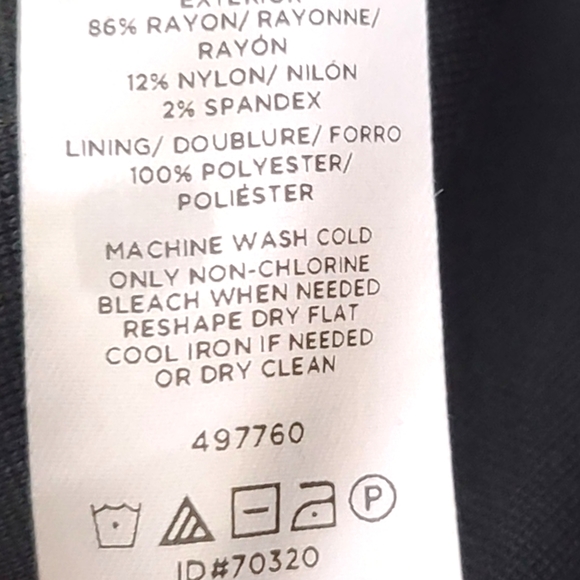 EXTERIOR
86% RAYON/ RAYONNE/
RAYÓN
12% NYLON/ NILÓN
2% SPANDEX
LINING/ DOUBLURE/ FORRO
100% POLYESTER/
POLIÉSTER
MACHINE WASH COLD
ONLY NON-CHLORINE
BLEACH WHEN NEEDED
RESHAPE DRY FLAT
COOL IRON IF NEEDED
OR DRY CLEAN
497760
P
ID#70320